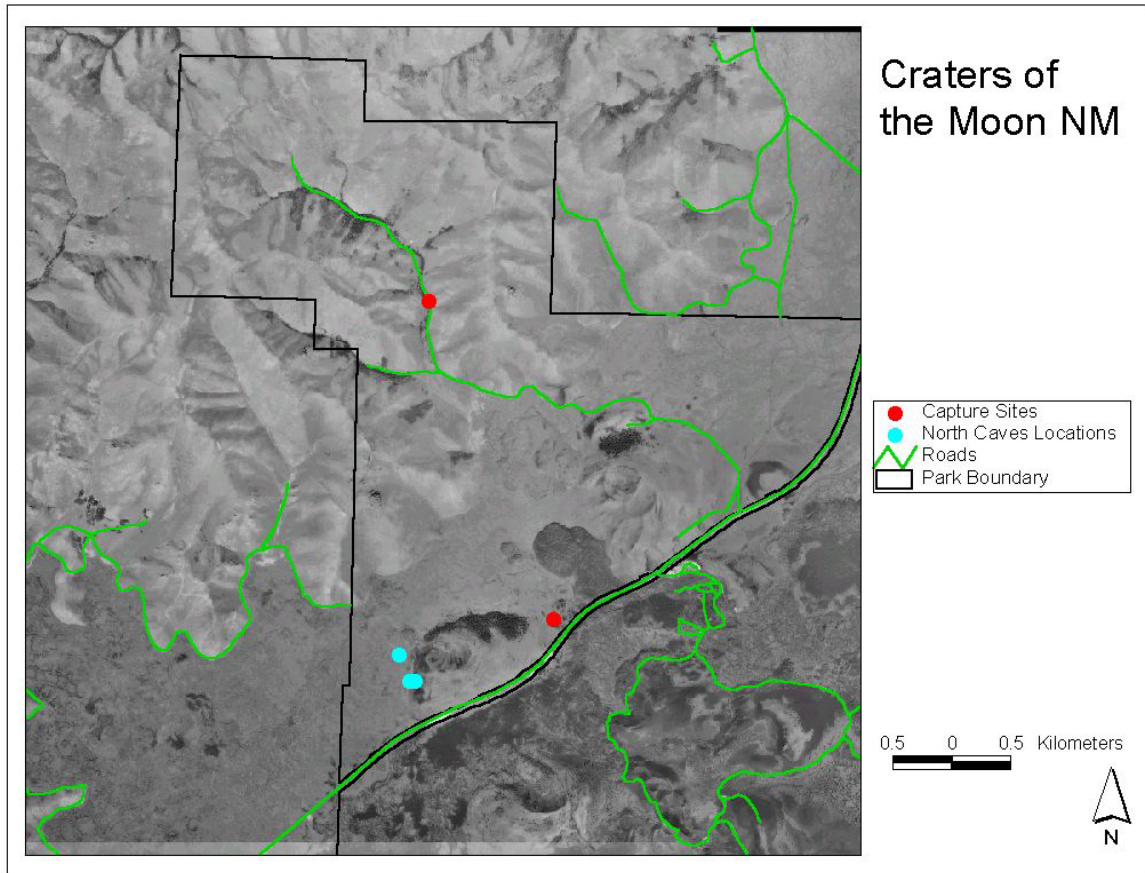 Craters of
the Moon NM
Capture Sites
North Caves Locations
Roads
Park Boundary
0.5 0 0.5 Kilometers
N